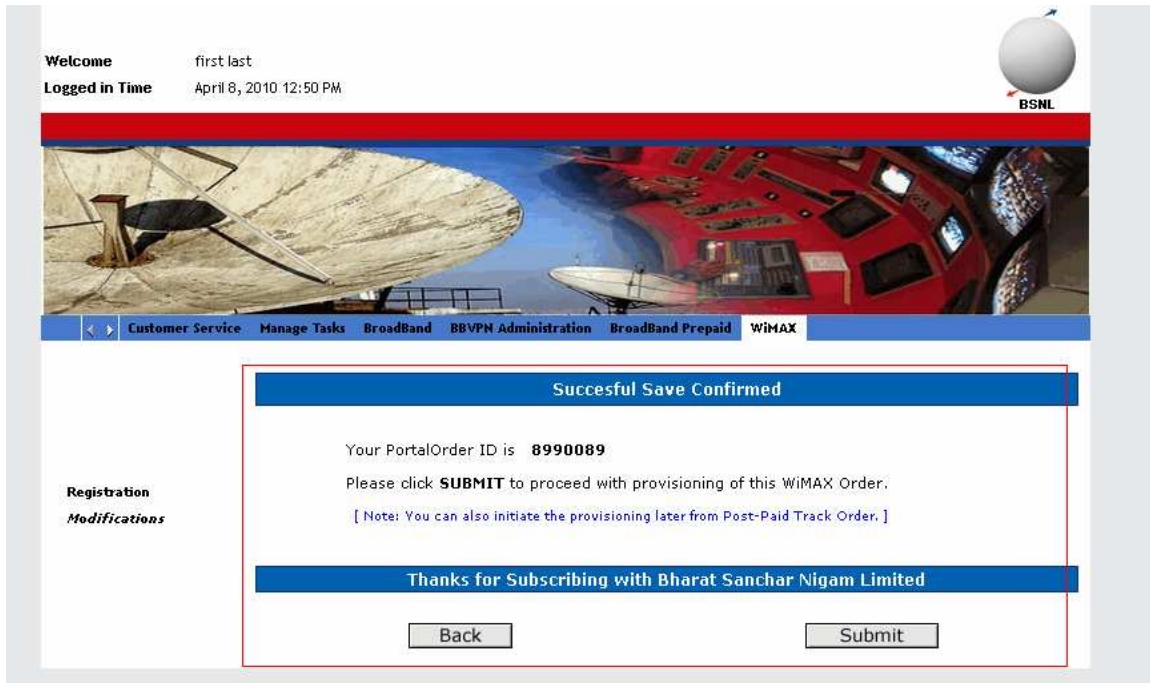 Welcome first last
Logged in Time April 8, 2010 12:50 PM
BSNL
Customer Service Manage Tasks BroadBand BBVPN Administration BroadBand Prepaid WiMAX
Succesful Save Confirmed
Your PortalOrder ID is 8990089
Please click SUBMIT to proceed with provisioning of this WiMAX Order.
[ Note: You can also initiate the provisioning later from Post-Paid Track Order. ]
Registration
Modifications
Thanks for Subscribing with Bharat Sanchar Nigam Limited
Back Submit